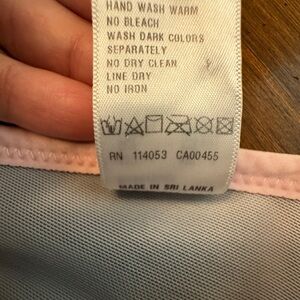 HAND WASH WARM
NO BLEACH
WASH DARK COLORS
SEPARATELY
NO DRY CLEAN
LINE DRY
NO IRON
RN 114053 CA00455
MADE IN SRI LANKA